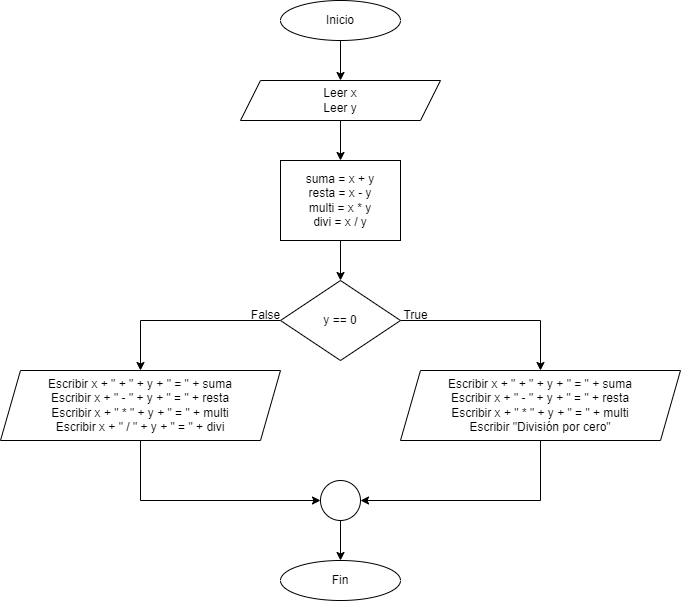 Inicio
Leer x
Leer y
suma = x + y
resta = x - y
multi = x * y
divi = x / y
y == 0
False
True
Escribir x + " + " + y + " = " + suma
Escribir x + " - " + y + " = " + resta
Escribir x + " * " + y + " = " + multi
Escribir x + " / " + y + " = " + divi
Escribir x + " + " + y + " = " + suma
Escribir x + " - " + y + " = " + resta
Escribir x + " * " + y + " = " + multi
Escribir "División por cero"
Fin